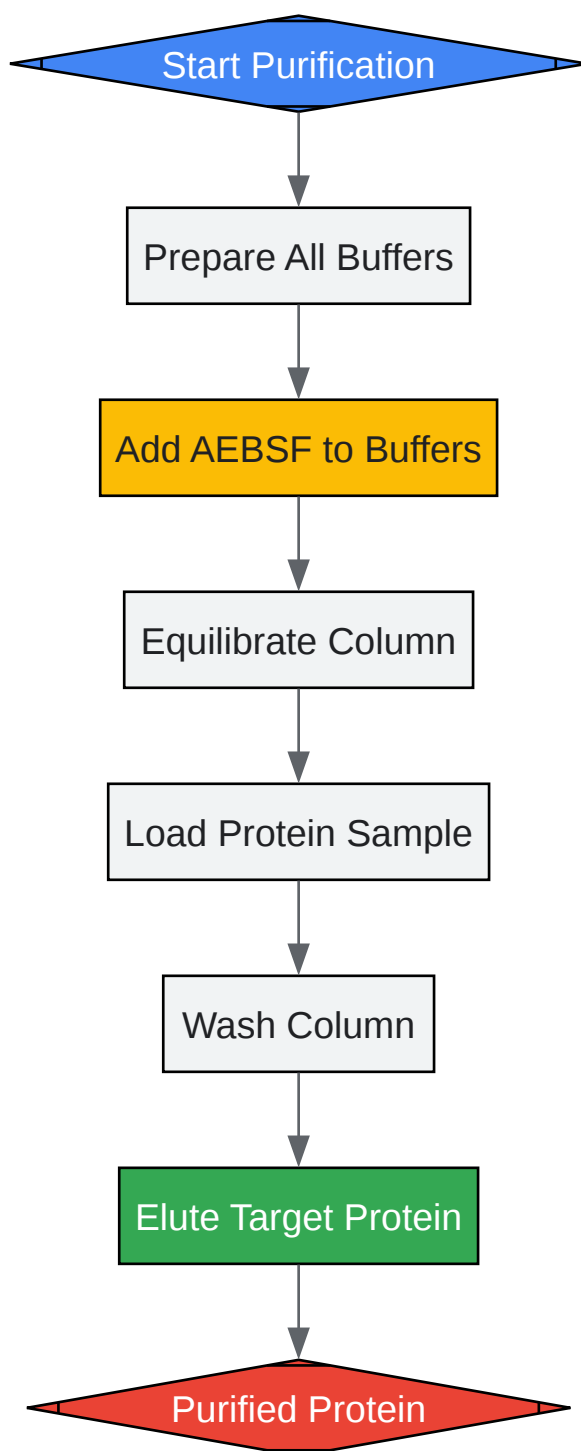 Start Purification
Prepare All Buffers
Add AEBSF to Buffers
Equilibrate Column
Load Protein Sample
Wash Column
Elute Target Protein
Purified Protein